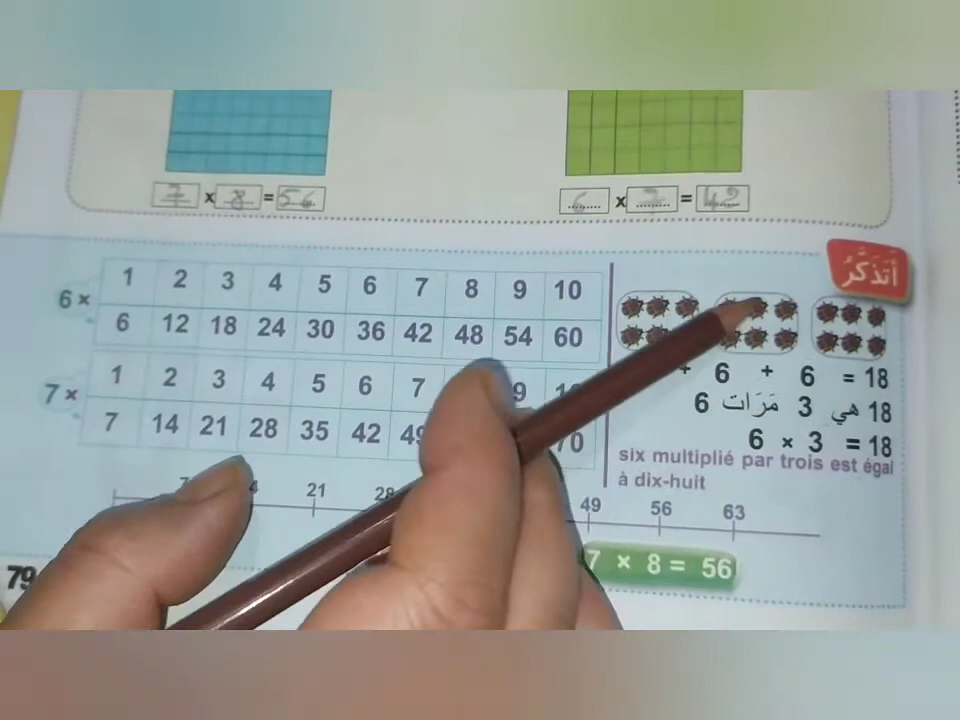 7 x 8 = 56
6 x 7 = 42
أَتَذَكَّرُ
6 × 1 2 3 4 5 6 7 8 9 10
6 12 18 24 30 36 42 48 54 60
7 × 1 2 3 4 5 6 7 9
7 14 21 28 35 42 70
+ 6 + 6 = 18
18 هي 3 مَرَات 6
6 × 3 = 18
six multiplié par trois est égal
à dix-huit
21 28 49 56 63
7 × 8 = 56
79